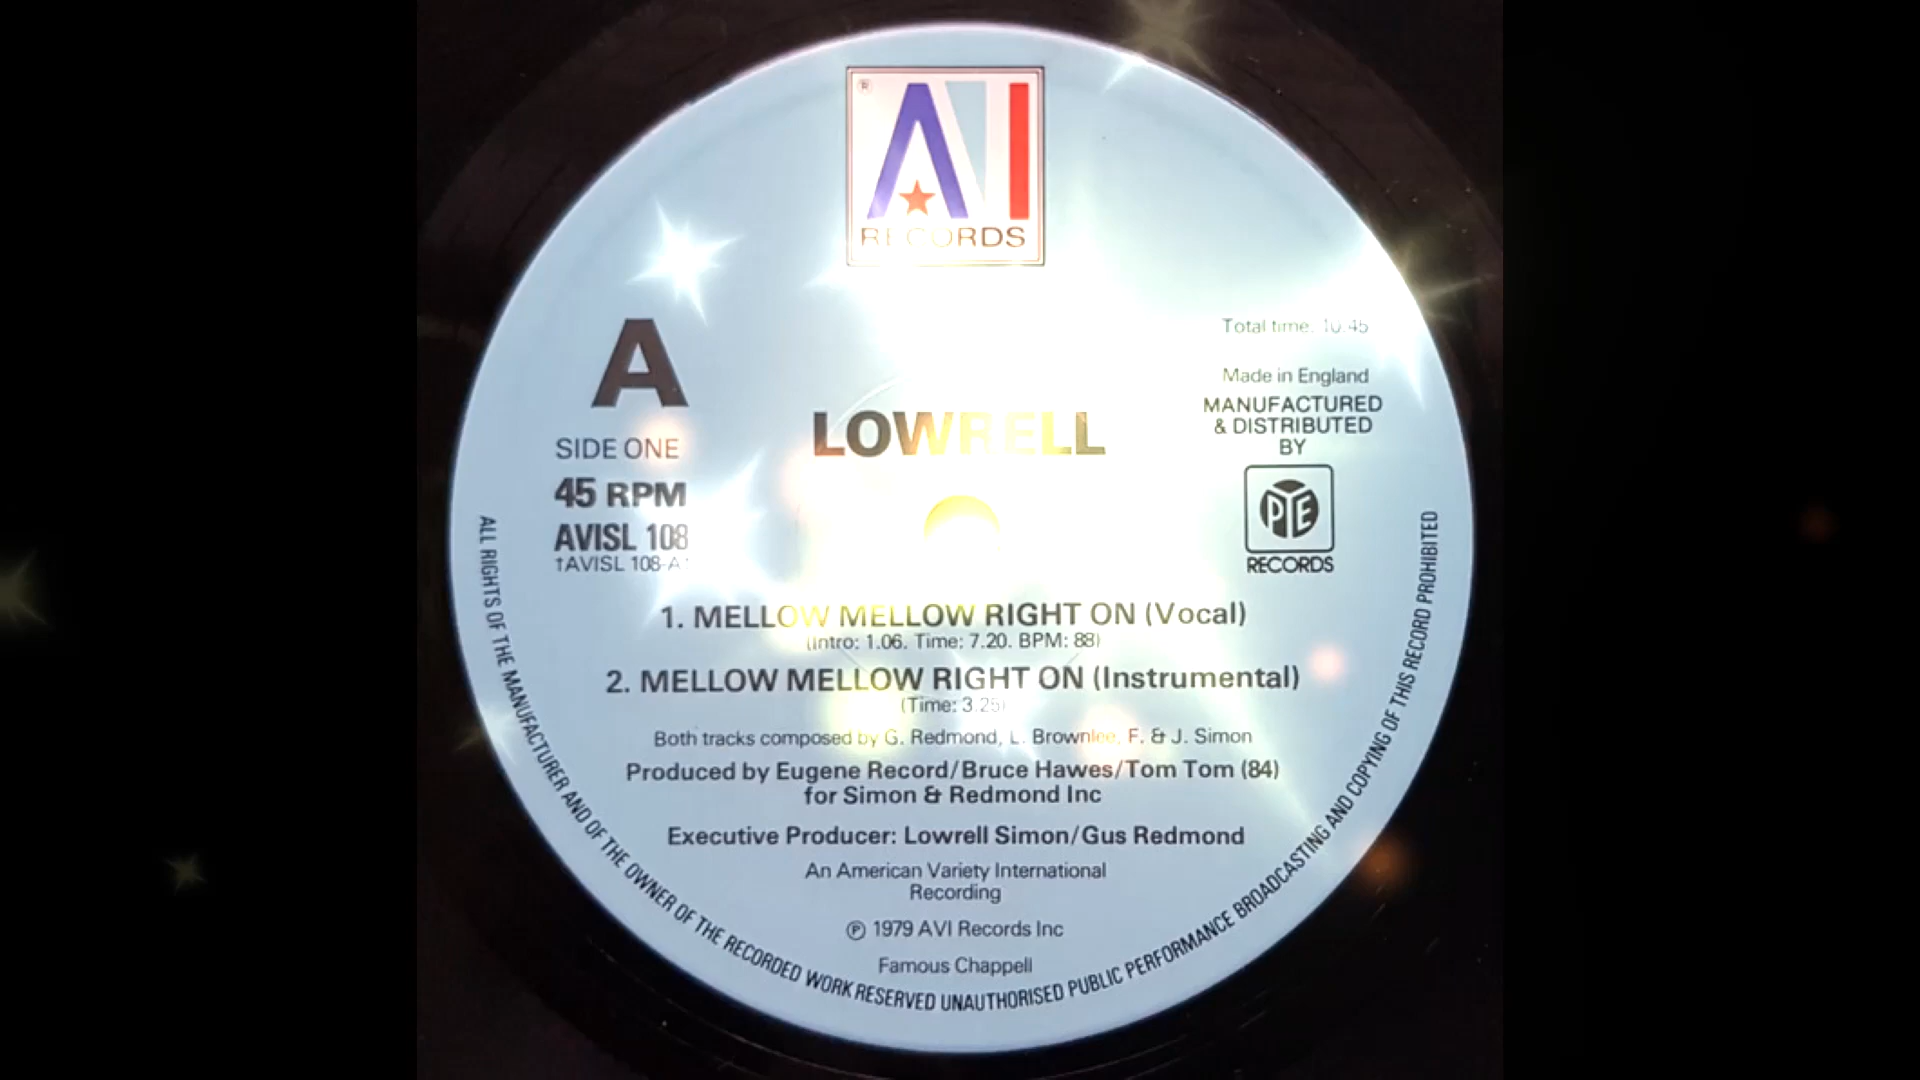 ®
AVI
RECORDS
A
SIDE ONE
45 RPM
AVISL 108
†AVISL 108-A
LOWRELL
Total time: 10.45
Made in England
MANUFACTURED
& DISTRIBUTED
BY
PYE
RECORDS
1. MELLOW MELLOW RIGHT ON (Vocal)
(Intro: 1.06. Time: 7.20. BPM: 88)
2. MELLOW MELLOW RIGHT ON (Instrumental)
(Time: 3.25)
Both tracks composed by G. Redmond, L. Brownlee, F. & J. Simon
Produced by Eugene Record/Bruce Hawes/Tom Tom (84)
for Simon & Redmond Inc
Executive Producer: Lowrell Simon/Gus Redmond
An American Variety International
Recording
℗ 1979 AVI Records Inc
Famous Chappell
ALL RIGHTS OF THE MANUFACTURER AND OF THE OWNER OF THE RECORDED WORK RESERVED UNAUTHORISED PUBLIC PERFORMANCE BROADCASTING AND COPYING OF THIS RECORD PROHIBITED